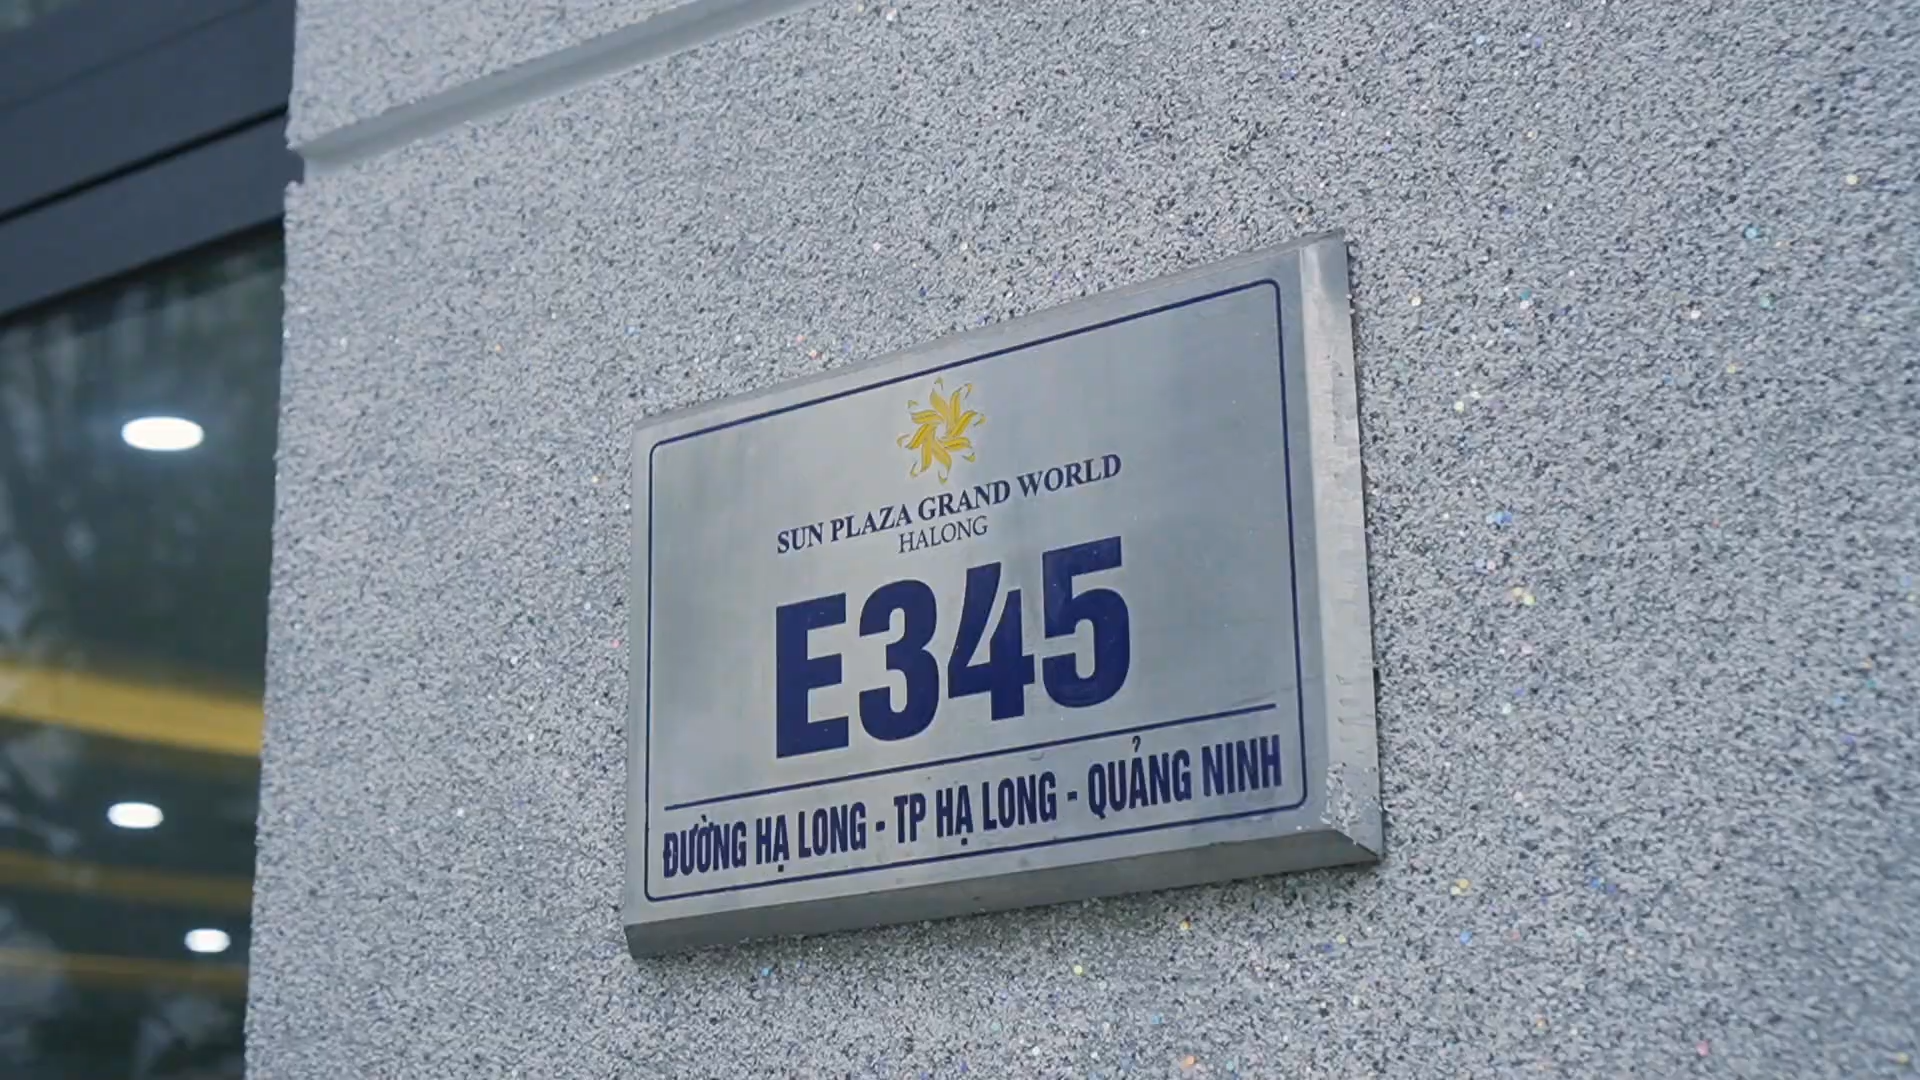 SUN PLAZA GRAND WORLD
HALONG
E345
ĐƯỜNG HẠ LONG - TP HẠ LONG - QUẢNG NINH